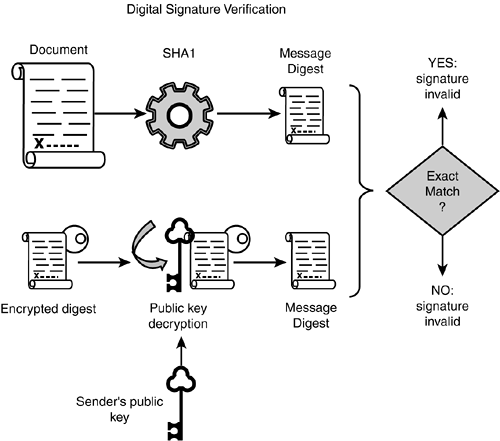 Digital Signature Verification
Document
SHA1
Message
Digest
YES:
signature
invalid
X
Exact
Match
?
X
X
X
X
Encrypted digest
Public key
decryption
Message
Digest
NO:
signature
invalid
Sender's public
key